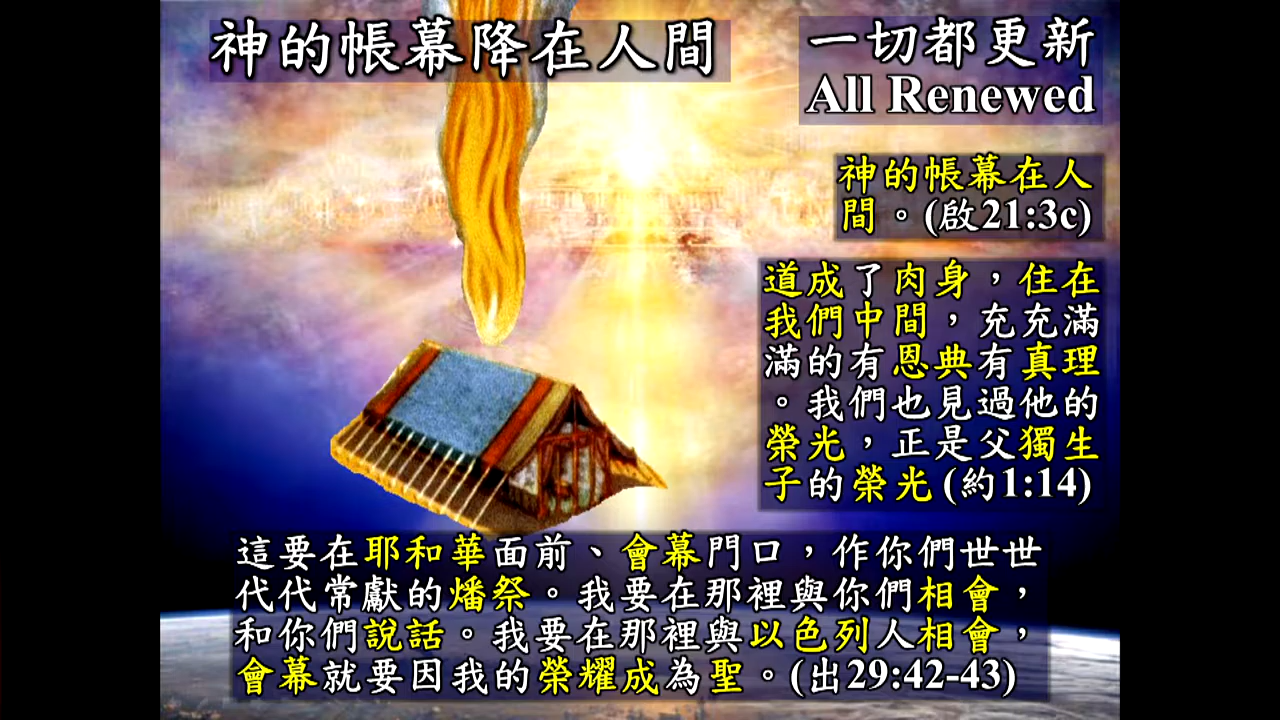 神的帳幕降在人間
一切都更新
All Renewed
神的帳幕在人
間。(啟21:3c)
道成了肉身，住在
我們中間，充充滿
滿的有恩典有真理
。我們也見過他的
榮光，正是父獨生
子的榮光(約1:14)
這要在耶和華面前、會幕門口，作你們世世
代代常獻的燔祭。我要在那裡與你們相會，
和你們說話。我要在那裡與以色列人相會，
會幕就要因我的榮耀成為聖。(出29:42-43)